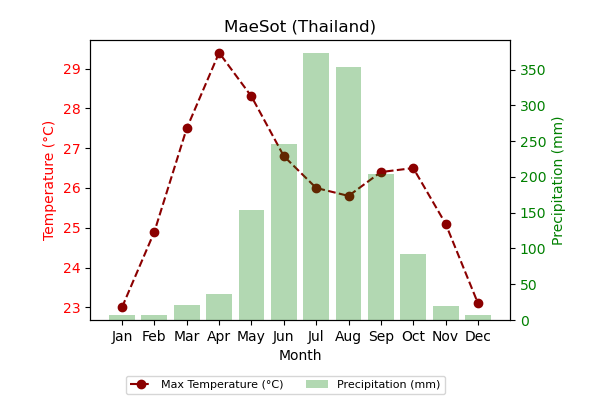 MaeSot (Thailand)
29
28
27
26
25
24
23
Temperature (°C)
350
300
250
200
150
100
50
0
Precipitation (mm)
Jan Feb Mar Apr May Jun Jul Aug Sep Oct Nov Dec
Month
Max Temperature (°C) Precipitation (mm)